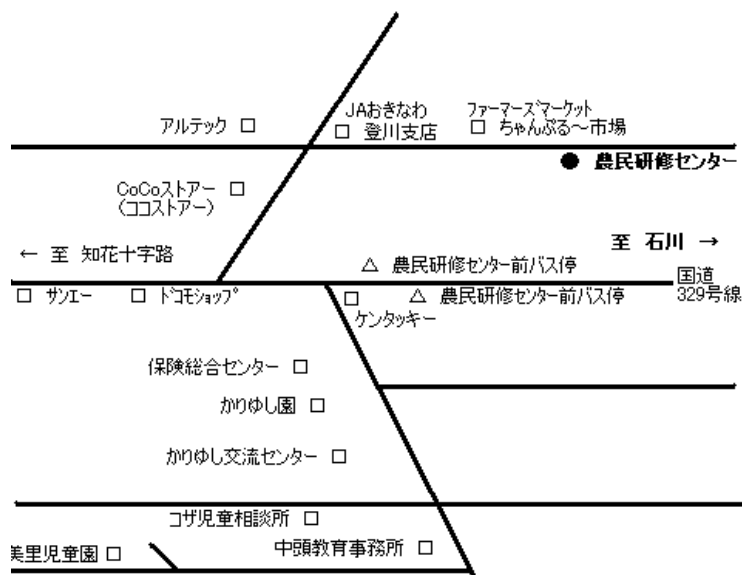 JAおきなわ
ファーマーズマーケット
アルテック □
□ 登川支店
□ ちゃんぷる〜市場
● 農民研修センター
CoCoストアー □
（ココストアー）
至 石川 →
← 至 知花十字路
△ 農民研修センター前バス停
国道
329号線
□ サンエー
□ ドコモショップ
□
△ 農民研修センター前バス停
ケンタッキー
保険総合センター □
かりゆし園 □
かりゆし交流センター □
コザ児童相談所 □
中頭教育事務所 □
美里児童園 □